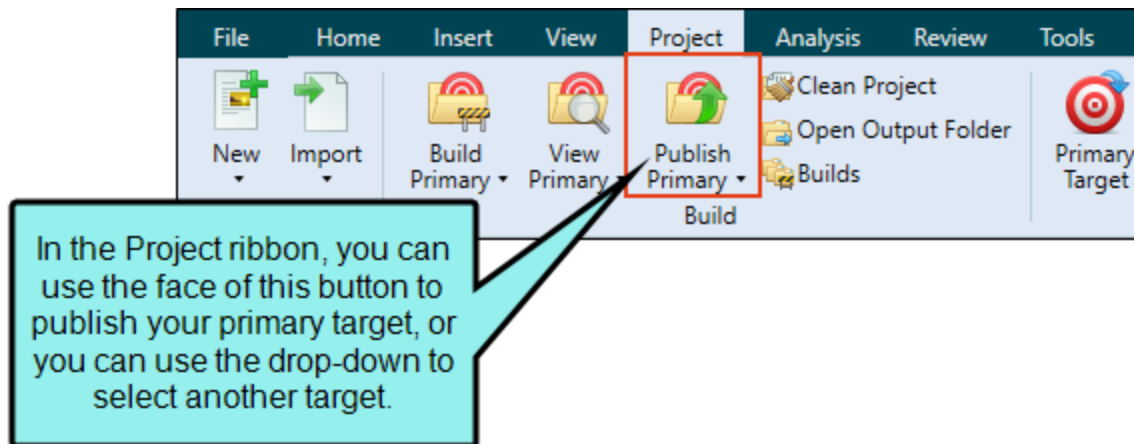 File Home Insert View Project Analysis Review Tools
New Import Build Primary View Primary Publish Primary
Clean Project
Open Output Folder
Builds
Primary Target
Build
In the Project ribbon, you can
use the face of this button to
publish your primary target, or
you can use the drop-down to
select another target.